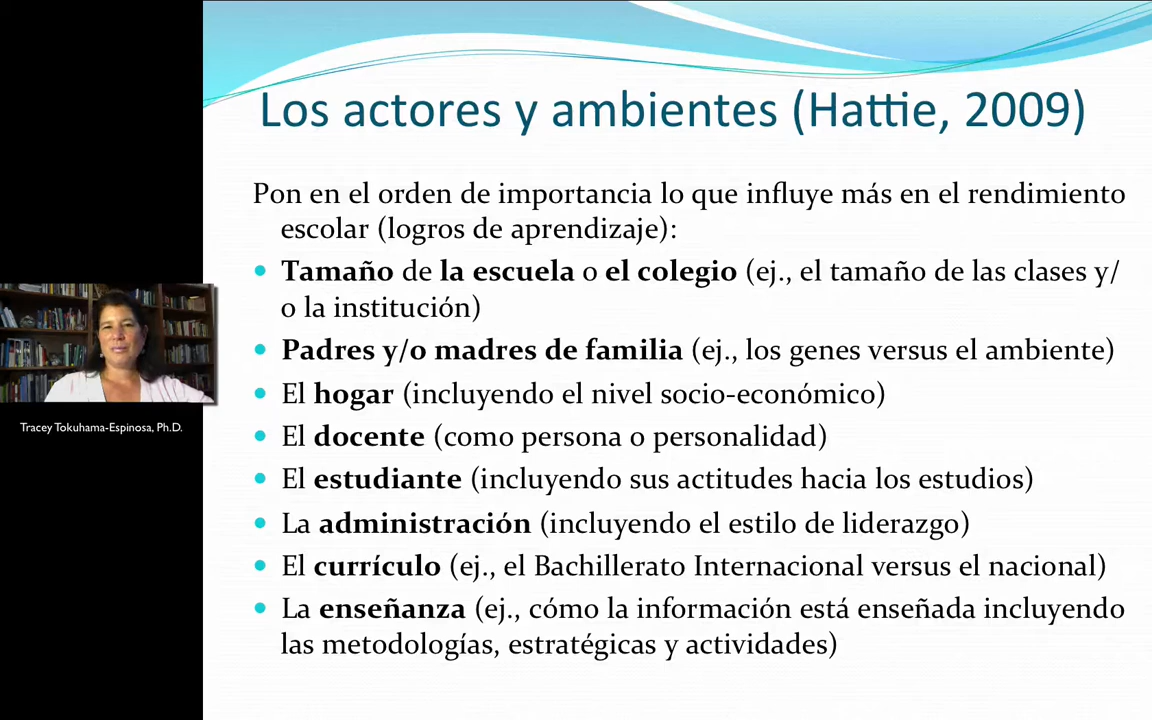 Los actores y ambientes (Hattie, 2009)
Pon en el orden de importancia lo que influye más en el rendimiento
escolar (logros de aprendizaje):
• Tamaño de la escuela o el colegio (ej., el tamaño de las clases y/
o la institución)
• Padres y/o madres de familia (ej., los genes versus el ambiente)
• El hogar (incluyendo el nivel socio-económico)
• El docente (como persona o personalidad)
• El estudiante (incluyendo sus actitudes hacia los estudios)
• La administración (incluyendo el estilo de liderazgo)
• El currículo (ej., el Bachillerato Internacional versus el nacional)
• La enseñanza (ej., cómo la información está enseñada incluyendo
las metodologías, estratégicas y actividades)
Tracey Tokuhama-Espinosa, Ph.D.